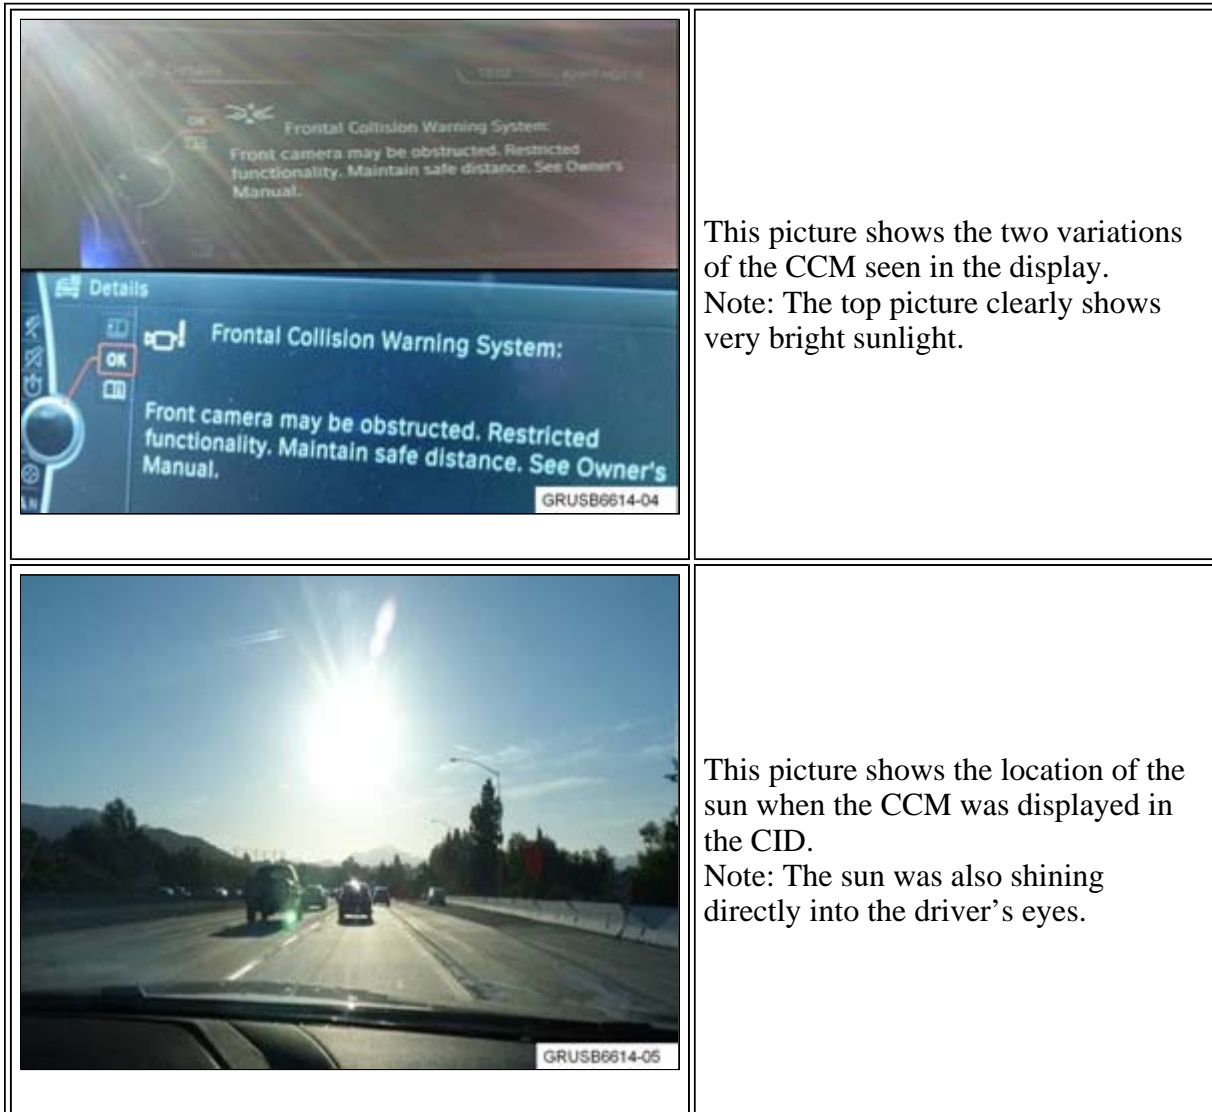 Details
Frontal Collision Warning System:
Front camera may be obstructed. Restricted
functionality. Maintain safe distance. See Owner's
Manual.
OK
Details
OK
Frontal Collision Warning System:
Front camera may be obstructed. Restricted
functionality. Maintain safe distance. See Owner's
Manual.
GRUSB6614-04
This picture shows the two variations
of the CCM seen in the display.
Note: The top picture clearly shows
very bright sunlight.
GRUSB6614-05
This picture shows the location of the
sun when the CCM was displayed in
the CID.
Note: The sun was also shining
directly into the driver’s eyes.